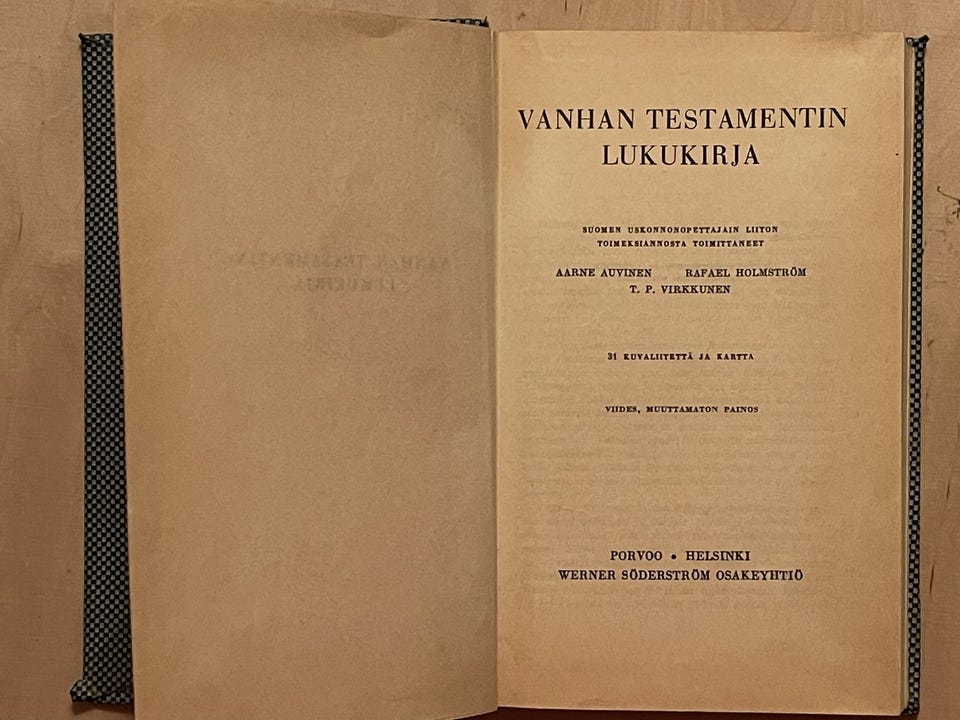 VANHAN TESTAMENTIN
LUKUKIRJA
SUOMEN USKONNONOPETTAJAIN LIITON
TOIMEKSIANNOSTA TOIMITTANEET
AARNE AUVINEN RAFAEL HOLMSTRÖM
T. P. VIRKKUNEN
31 KUVALIITETTÄ JA KARTTA
VIIDES, MUUTTAMATON PAINOS
PORVOO • HELSINKI
WERNER SÖDERSTRÖM OSAKEYHTIÖ